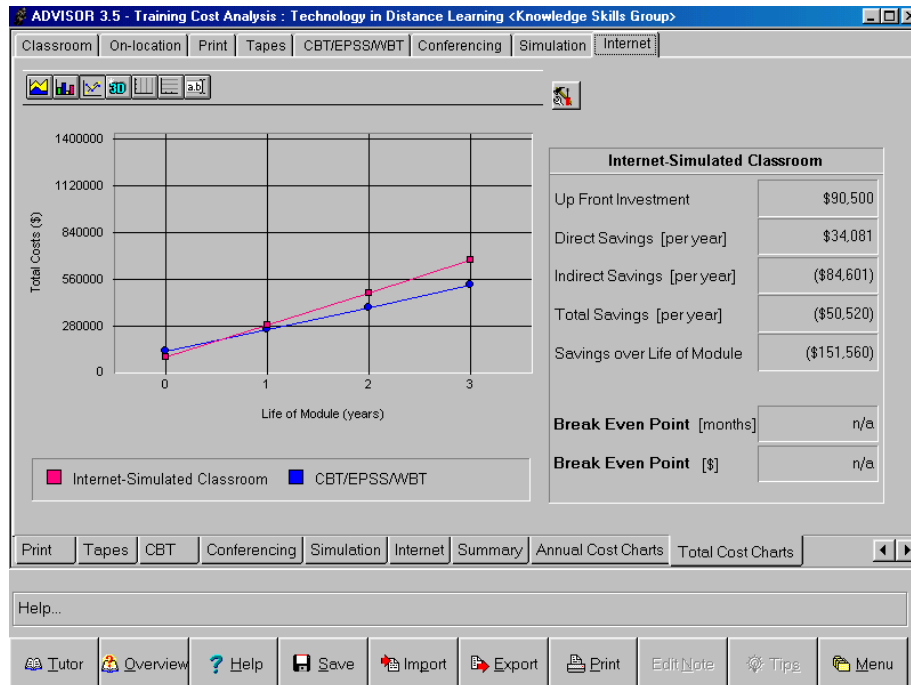 ADVISOR 3.5 - Training Cost Analysis : Technology in Distance Learning <Knowledge Skills Group>
Classroom On-location Print Tapes CBT/EPSS/WBT Conferencing Simulation Internet
3D a.b
1400000
1120000
840000
560000
280000
0
Total Costs ($)
0 1 2 3
Life of Module (years)
Internet-Simulated Classroom CBT/EPSS/WBT
Internet-Simulated Classroom
Up Front Investment $90,500
Direct Savings [per year] $34,081
Indirect Savings [per year] ($84,601)
Total Savings [per year] ($50,520)
Savings over Life of Module ($151,560)
Break Even Point [months] n/a
Break Even Point [$] n/a
Print Tapes CBT Conferencing Simulation Internet Summary Annual Cost Charts Total Cost Charts
Help...
Tutor Overview Help Save Import Export Print Edit Note Tips Menu